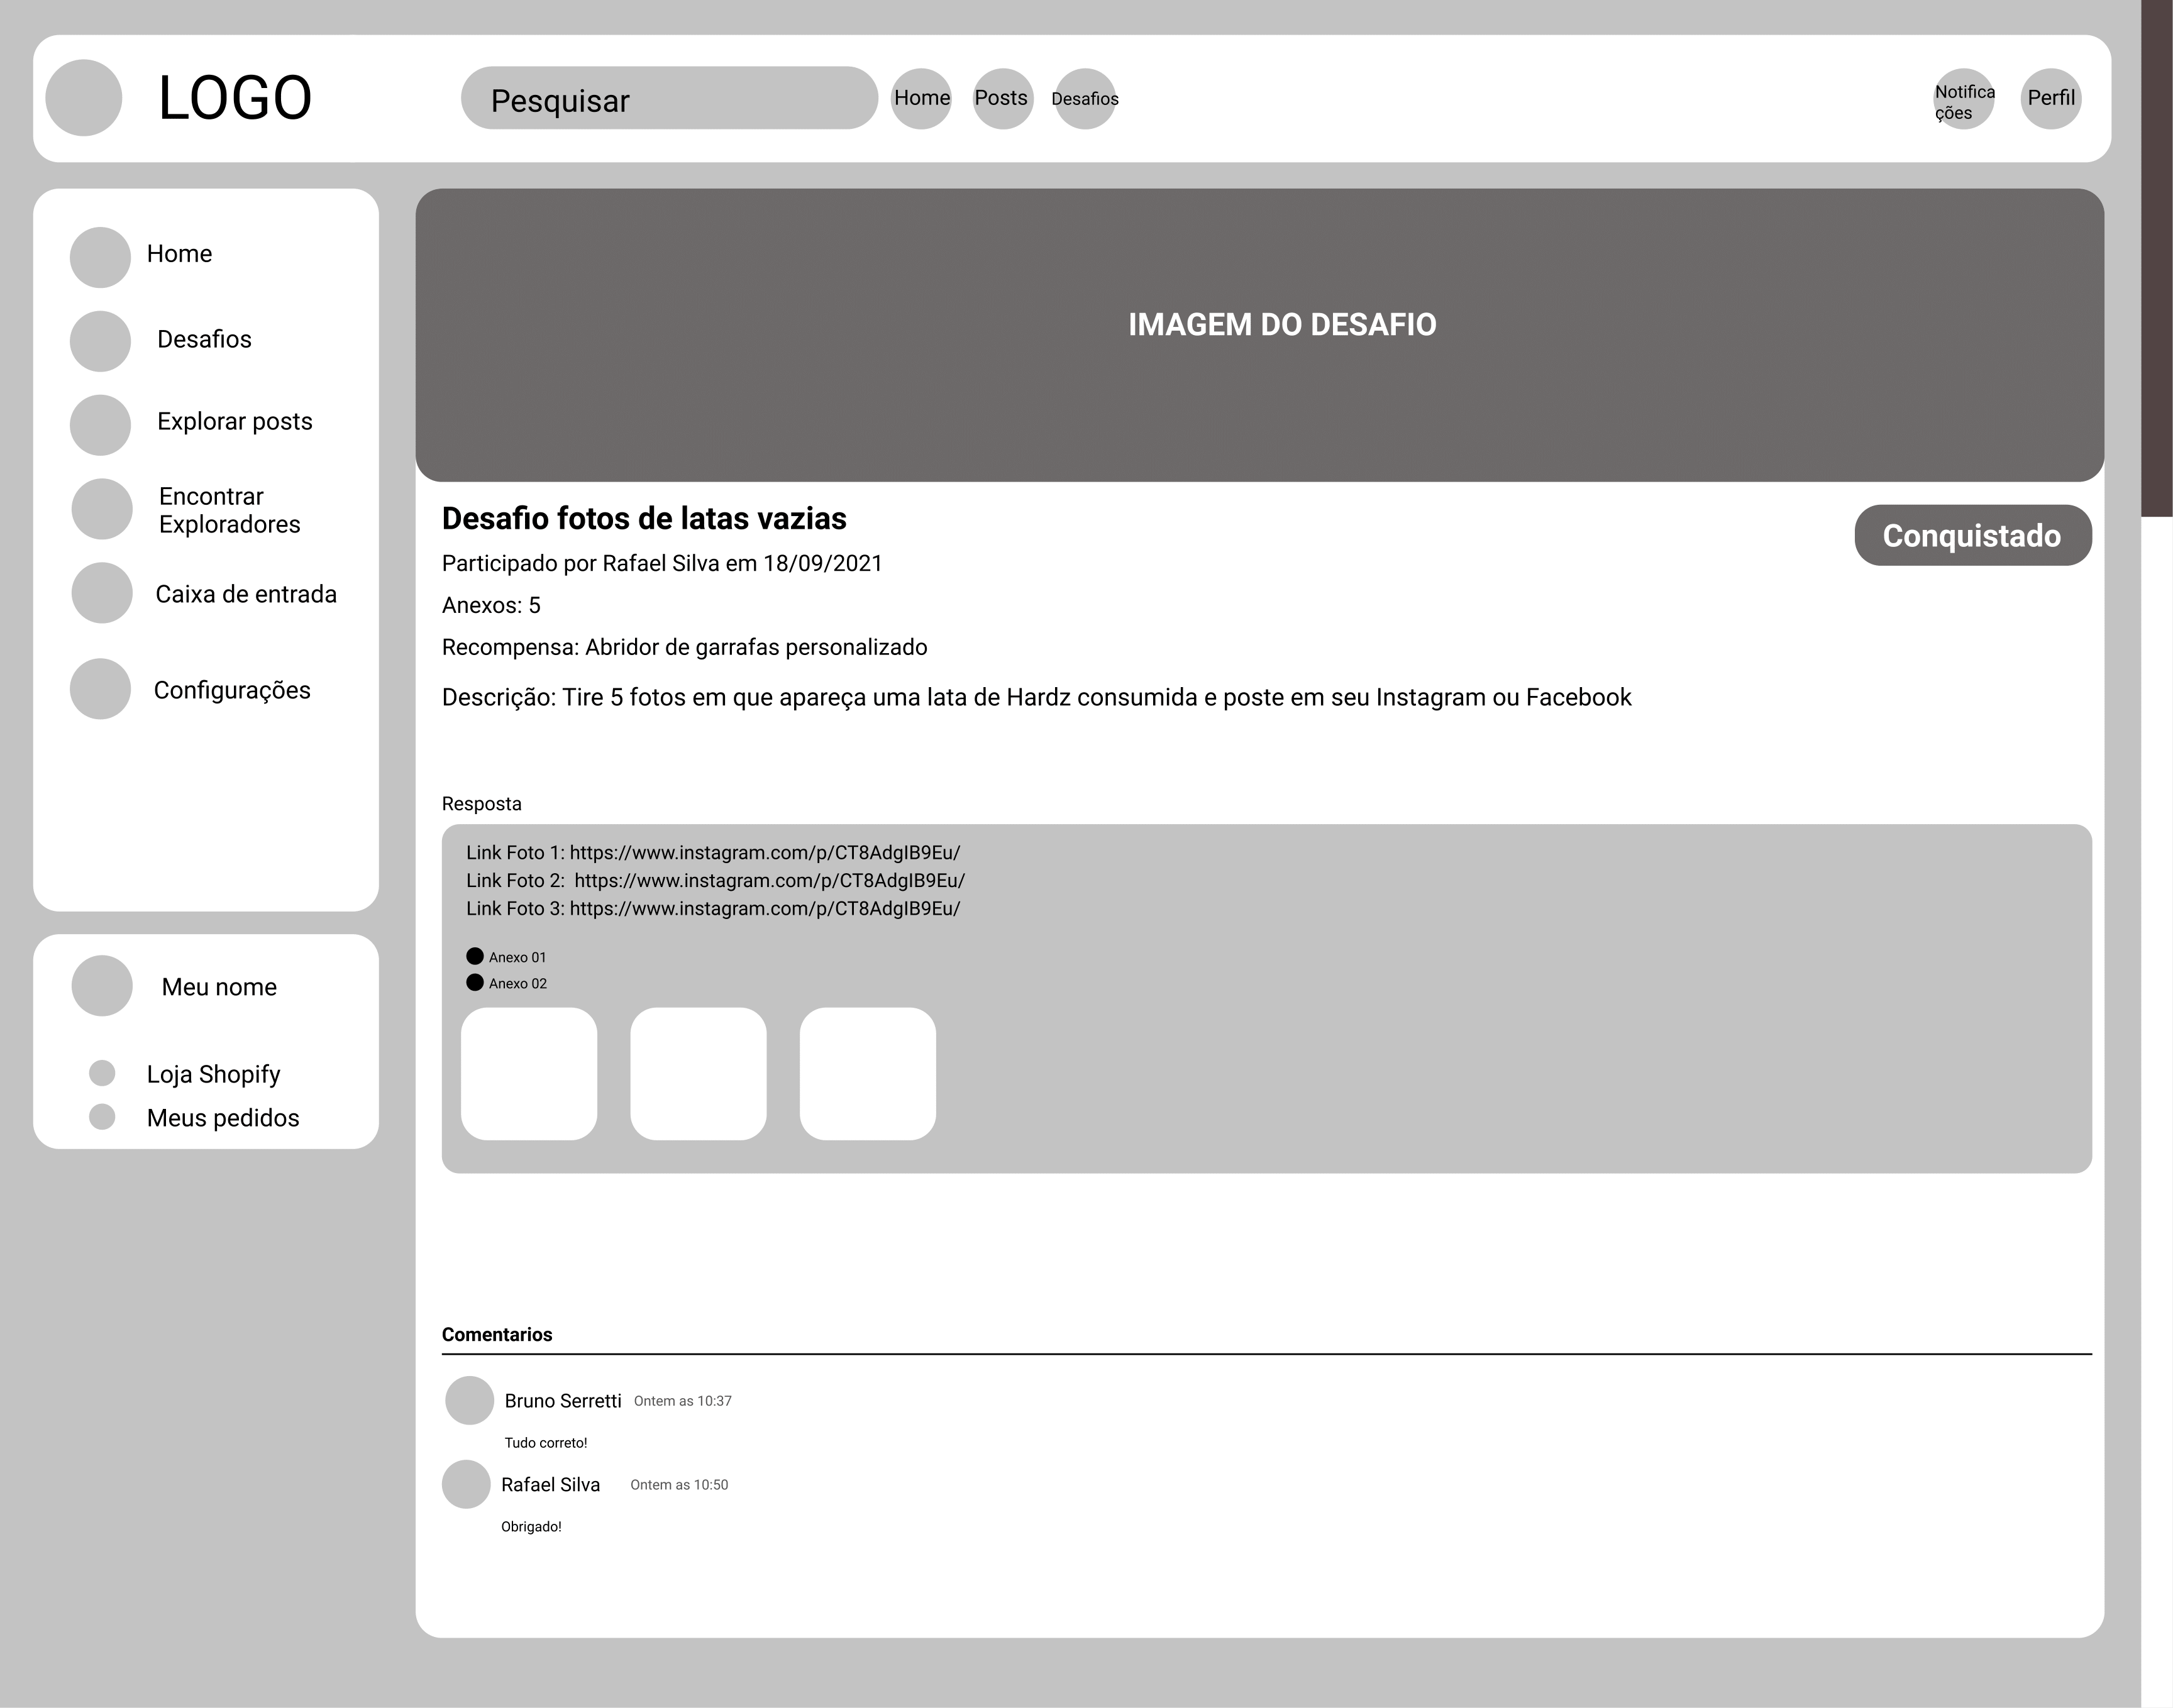 LOGO
Pesquisar
Home
Posts
Desafios
Notifica
ções
Perfil
Home
Desafios
Explorar posts
Encontrar
Exploradores
Caixa de entrada
Configurações
Meu nome
Loja Shopify
Meus pedidos
IMAGEM DO DESAFIO
Desafio fotos de latas vazias
Conquistado
Participado por Rafael Silva em 18/09/2021
Anexos: 5
Recompensa: Abridor de garrafas personalizado
Descrição: Tire 5 fotos em que apareça uma lata de Hardz consumida e poste em seu Instagram ou Facebook
Resposta
Link Foto 1: https://www.instagram.com/p/CT8AdgIB9Eu/
Link Foto 2:  https://www.instagram.com/p/CT8AdgIB9Eu/
Link Foto 3: https://www.instagram.com/p/CT8AdgIB9Eu/
Anexo 01
Anexo 02
Comentarios
Bruno Serretti Ontem as 10:37
Tudo correto!
Rafael Silva Ontem as 10:50
Obrigado!